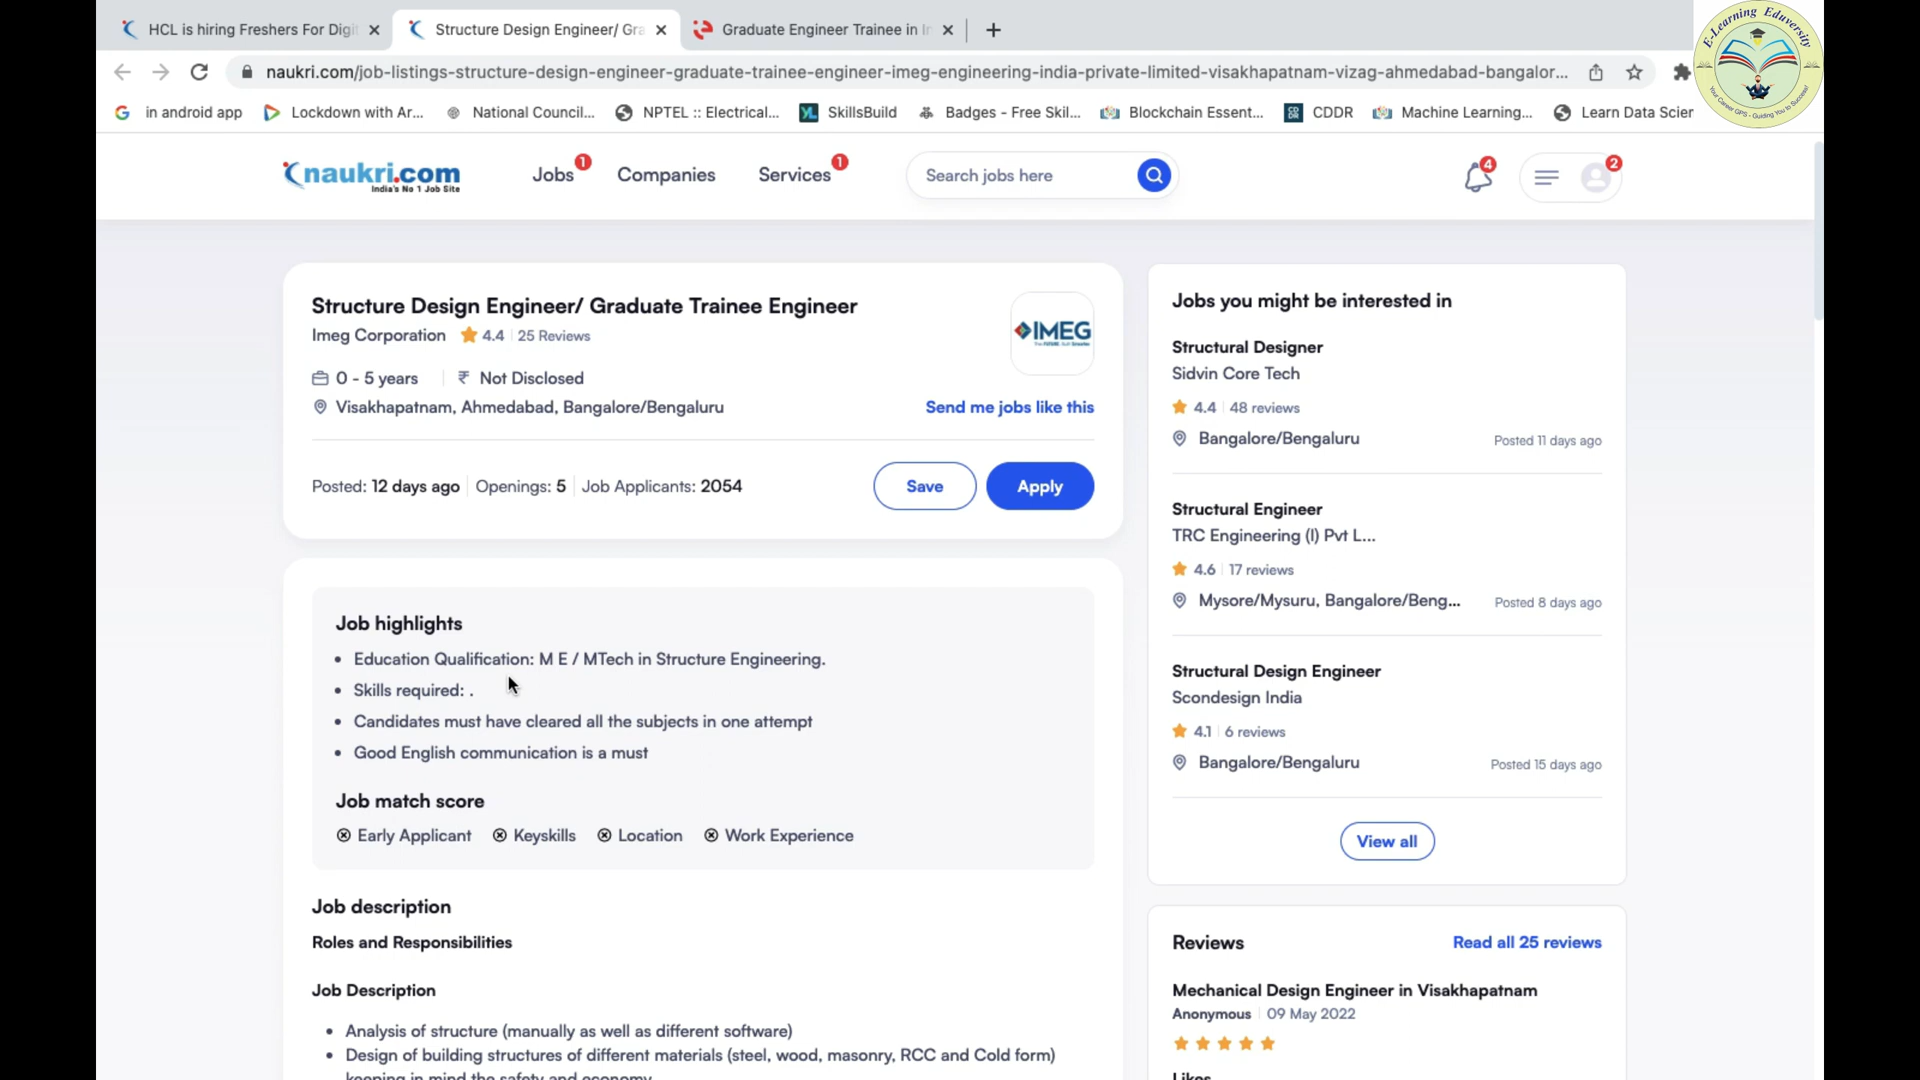 HCL is hiring Freshers For Digit
Structure Design Engineer/ Gra
Graduate Engineer Trainee in In
naukri.com/job-listings-structure-design-engineer-graduate-trainee-engineer-imeg-engineering-india-private-limited-visakhapatnam-vizag-ahmedabad-bangalor...
in android app
Lockdown with Ar...
National Council...
NPTEL :: Electrical...
SkillsBuild
Badges - Free Skil...
Blockchain Essent...
CDDR
Machine Learning...
Learn Data Scier
E-Learning Eduversity
Your Career GPS - Guiding You to Success!
naukri.com
India's No 1 Job Site
Jobs 1
Companies
Services 1
Search jobs here
4
2
Structure Design Engineer/ Graduate Trainee Engineer
Imeg Corporation 4.4 25 Reviews
IMEG
0 - 5 years ₹ Not Disclosed
Visakhapatnam, Ahmedabad, Bangalore/Bengaluru
Send me jobs like this
Posted: 12 days ago Openings: 5 Job Applicants: 2054
Save
Apply
Job highlights
• Education Qualification: M E / MTech in Structure Engineering.
• Skills required: .
• Candidates must have cleared all the subjects in one attempt
• Good English communication is a must
Job match score
Early Applicant Keyskills Location Work Experience
Job description
Roles and Responsibilities
Job Description
• Analysis of structure (manually as well as different software)
• Design of building structures of different materials (steel, wood, masonry, RCC and Cold form)
keeping in mind the safety and economy
Jobs you might be interested in
Structural Designer
Sidvin Core Tech
4.4 48 reviews
Bangalore/Bengaluru
Posted 11 days ago
Structural Engineer
TRC Engineering (I) Pvt L...
4.6 17 reviews
Mysore/Mysuru, Bangalore/Beng...
Posted 8 days ago
Structural Design Engineer
Scondesign India
4.1 6 reviews
Bangalore/Bengaluru
Posted 15 days ago
View all
Reviews
Read all 25 reviews
Mechanical Design Engineer in Visakhapatnam
Anonymous 09 May 2022
Likes